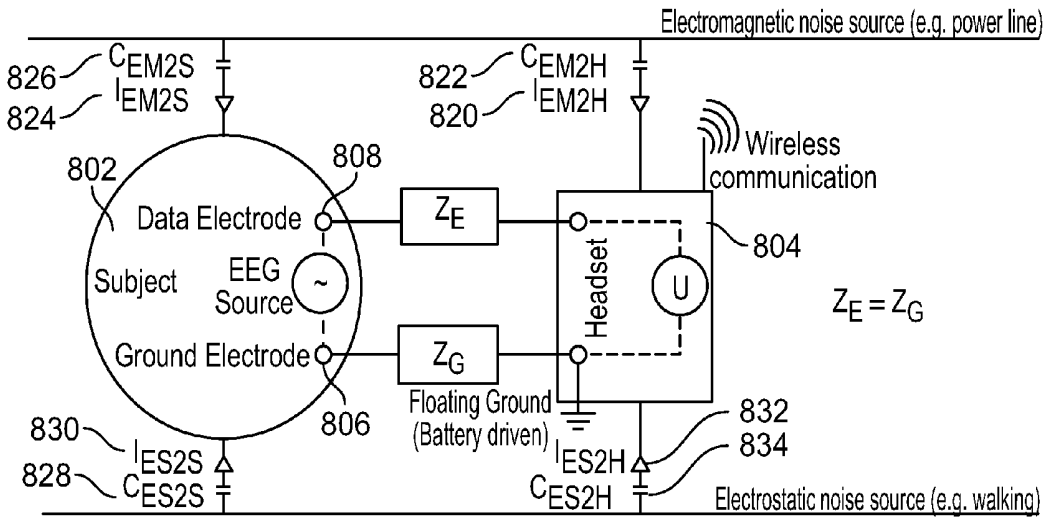 Electromagnetic noise source (e.g. power line)
826 CEM2S
824 IEM2S
822 CEM2H
820 IEM2H
Wireless
communication
802
808
Data Electrode
ZE
804
Subject
EEG
Source
~
Headset
U
ZE = ZG
Ground Electrode
ZG
806
Floating Ground
(Battery driven)
830 IES2S
828 CES2S
IES2H 832
CES2H 834
Electrostatic noise source (e.g. walking)